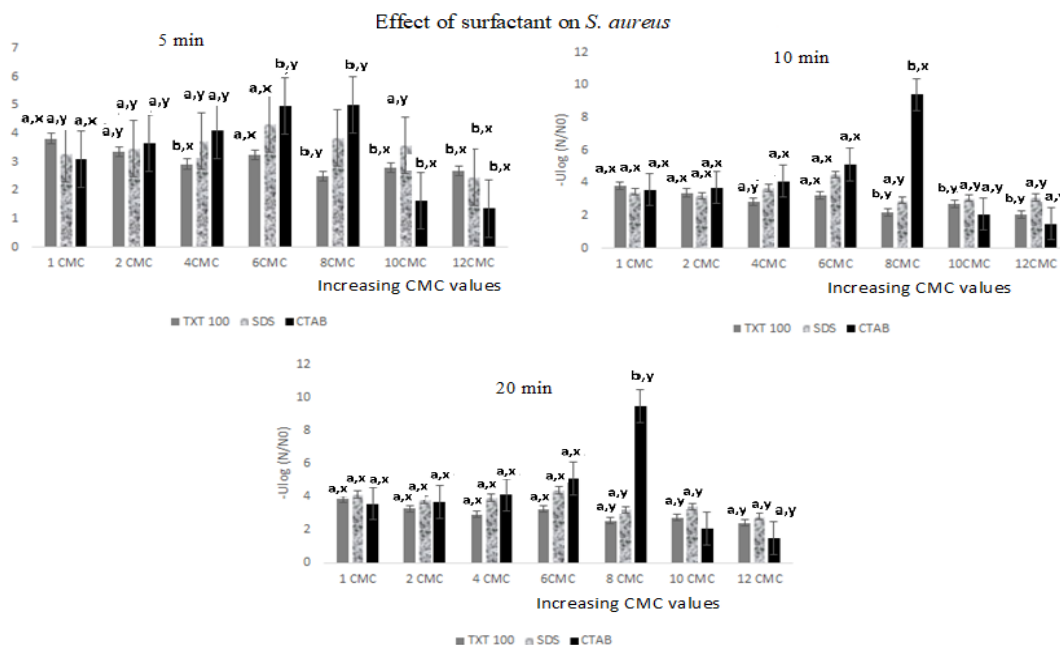 Effect of surfactant on S. aureus
5 min
7
6
5
4
3
2
1
0
a,x a,y a,x
a,y a,y a,y
b,x a,y a,y
a,x a,x b,y
b,y a,y b,y
b,x a,y b,x
b,x b,x b,x
1 CMC 2 CMC 4CMC 6CMC 8CMC 10CMC 12CMC
Increasing CMC values
TXT 100 SDS CTAB
10 min
-Ulog (N/N0)
12
10
8
6
4
2
0
a,x a,x a,x
a,x a,x a,x
a,y a,x a,x
a,x a,x a,x
b,y a,y b,x
b,y a,y a,y
b,y a,y a,y
1 CMC 2 CMC 4CMC 6CMC 8CMC 10CMC 12CMC
Increasing CMC values
TXT 100 SDS CTAB
20 min
-Ulog (N/N0)
12
10
8
6
4
2
0
a,x a,x a,x
a,x a,x a,x
a,x a,x a,x
a,x a,x a,x
a,y a,y b,y
a,y a,y
a,y a,y a,y
1 CMC 2 CMC 4 CMC 6CMC 8 CMC 10 CMC 12 CMC
Increasing CMC values
TXT 100 SDS CTAB